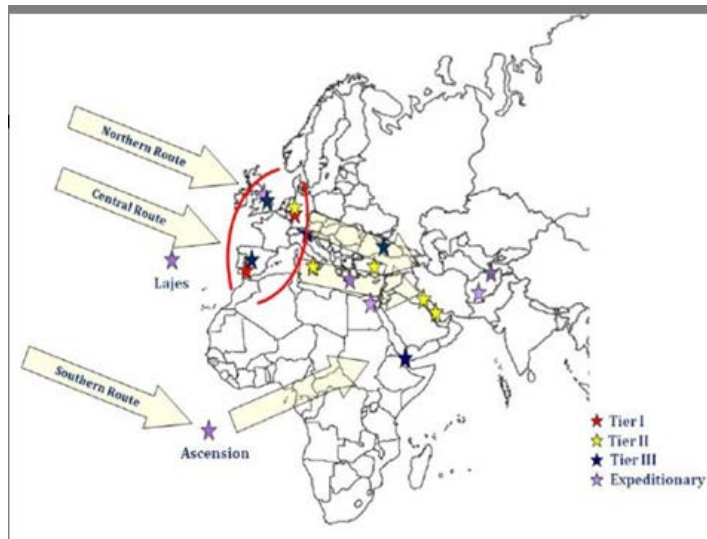 Northern Route
Central Route
Lajes
Southern Route
Ascension
Tier I
Tier II
Tier III
Expeditionary